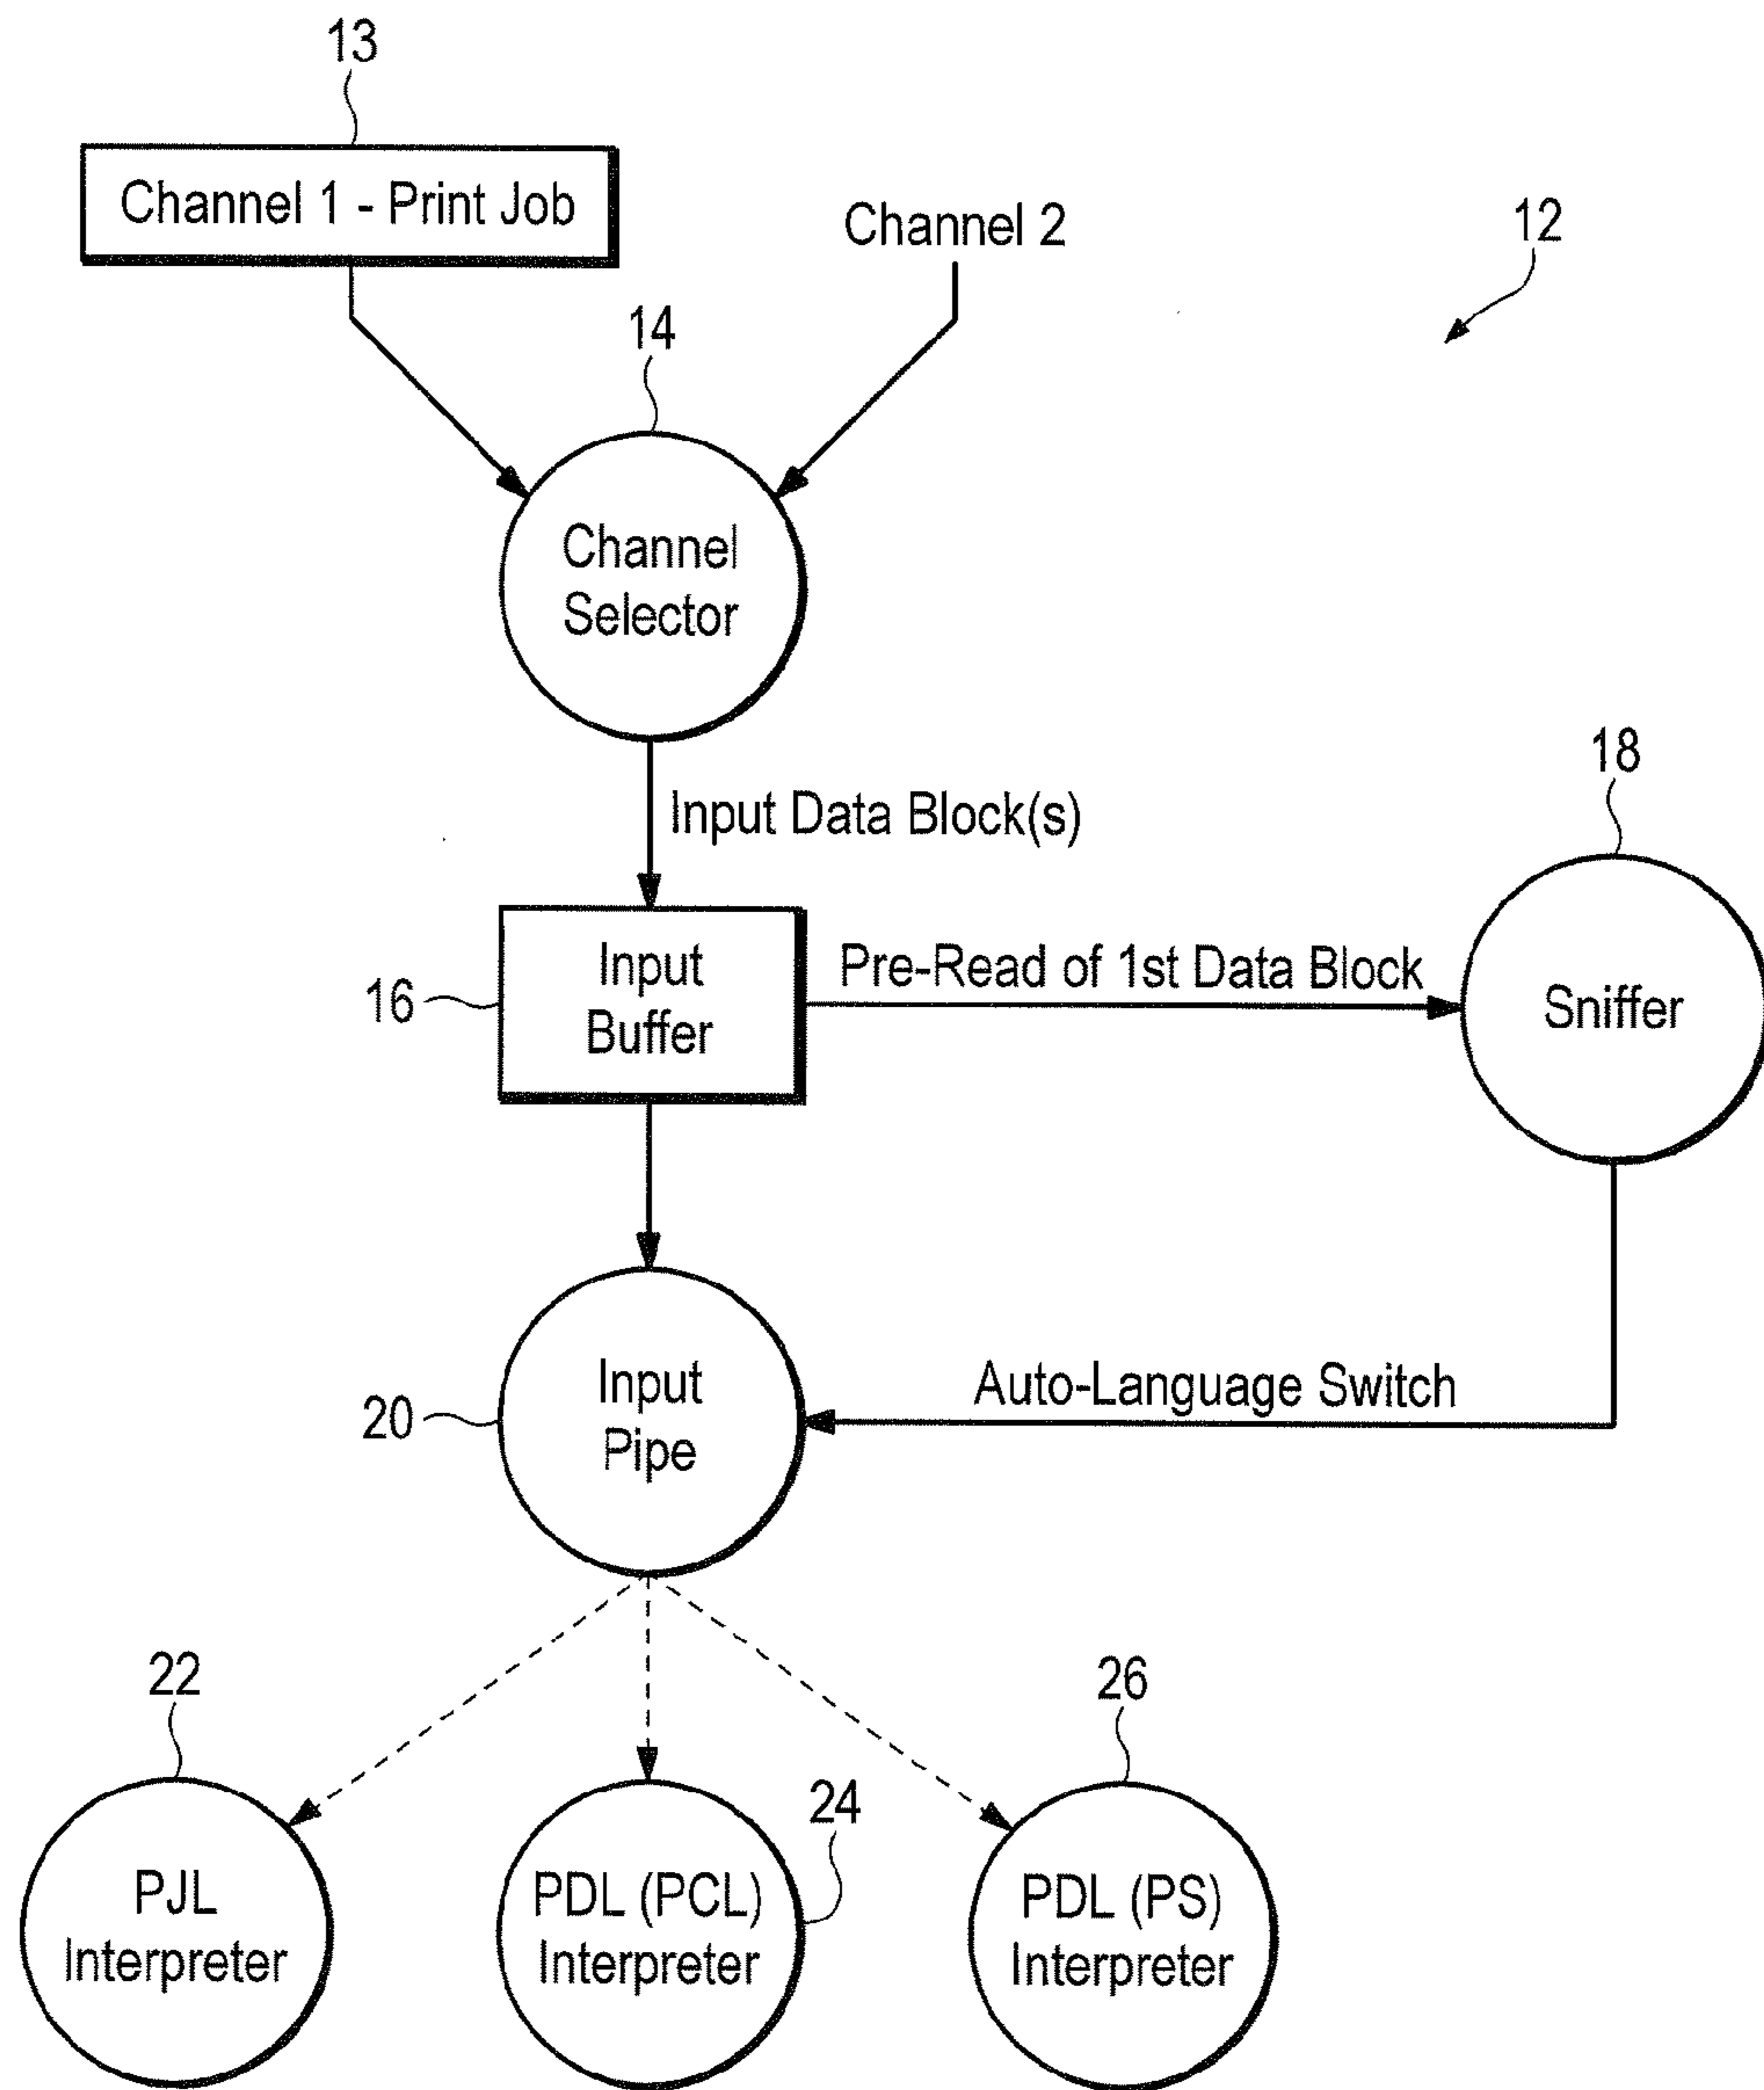 13
Channel 1 - Print Job
Channel 2
12
14
Channel
Selector
18
Input Data Block(s)
16
Input
Buffer
Pre-Read of 1st Data Block
Sniffer
20
Input
Pipe
Auto-Language Switch
22
26
24
PJL
Interpreter
PDL (PCL)
Interpreter
PDL (PS)
Interpreter